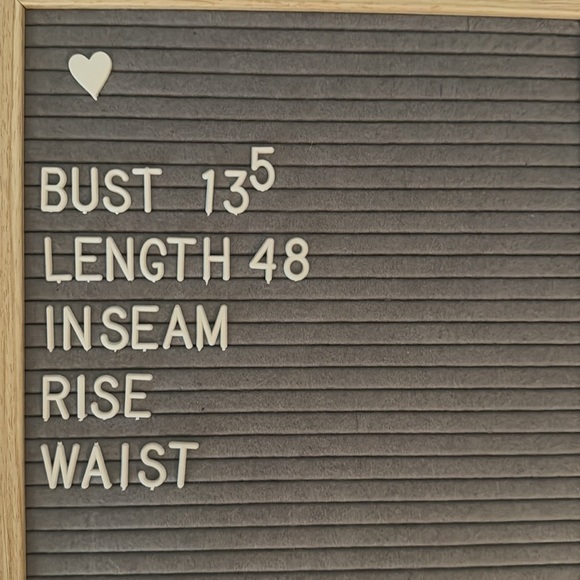 BUST 13⁵
LENGTH 48
INSEAM
RISE
WAIST